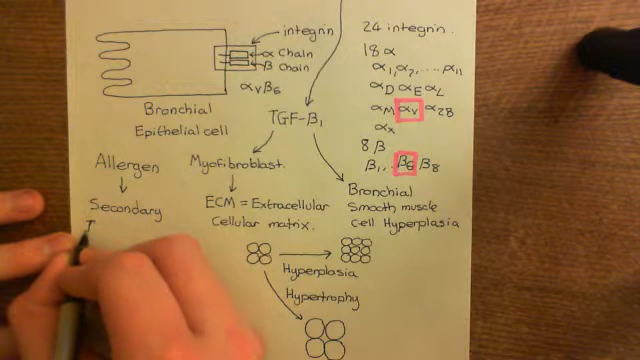 integrin
α Chain
β Chain
αvβ6
Bronchial
Epithelial cell
TGF-β1
24 integrin.
18 α
α1, α2, .... α11
αD αE αL
αM αv α2B
αx
8 β
β1, .. β6 β8
Allergen
Secondary
I
Myofibroblast
ECM = Extracellular
Cellular matrix.
Bronchial
Smooth muscle
Cell Hyperplasia
Hyperplasia
Hypertrophy